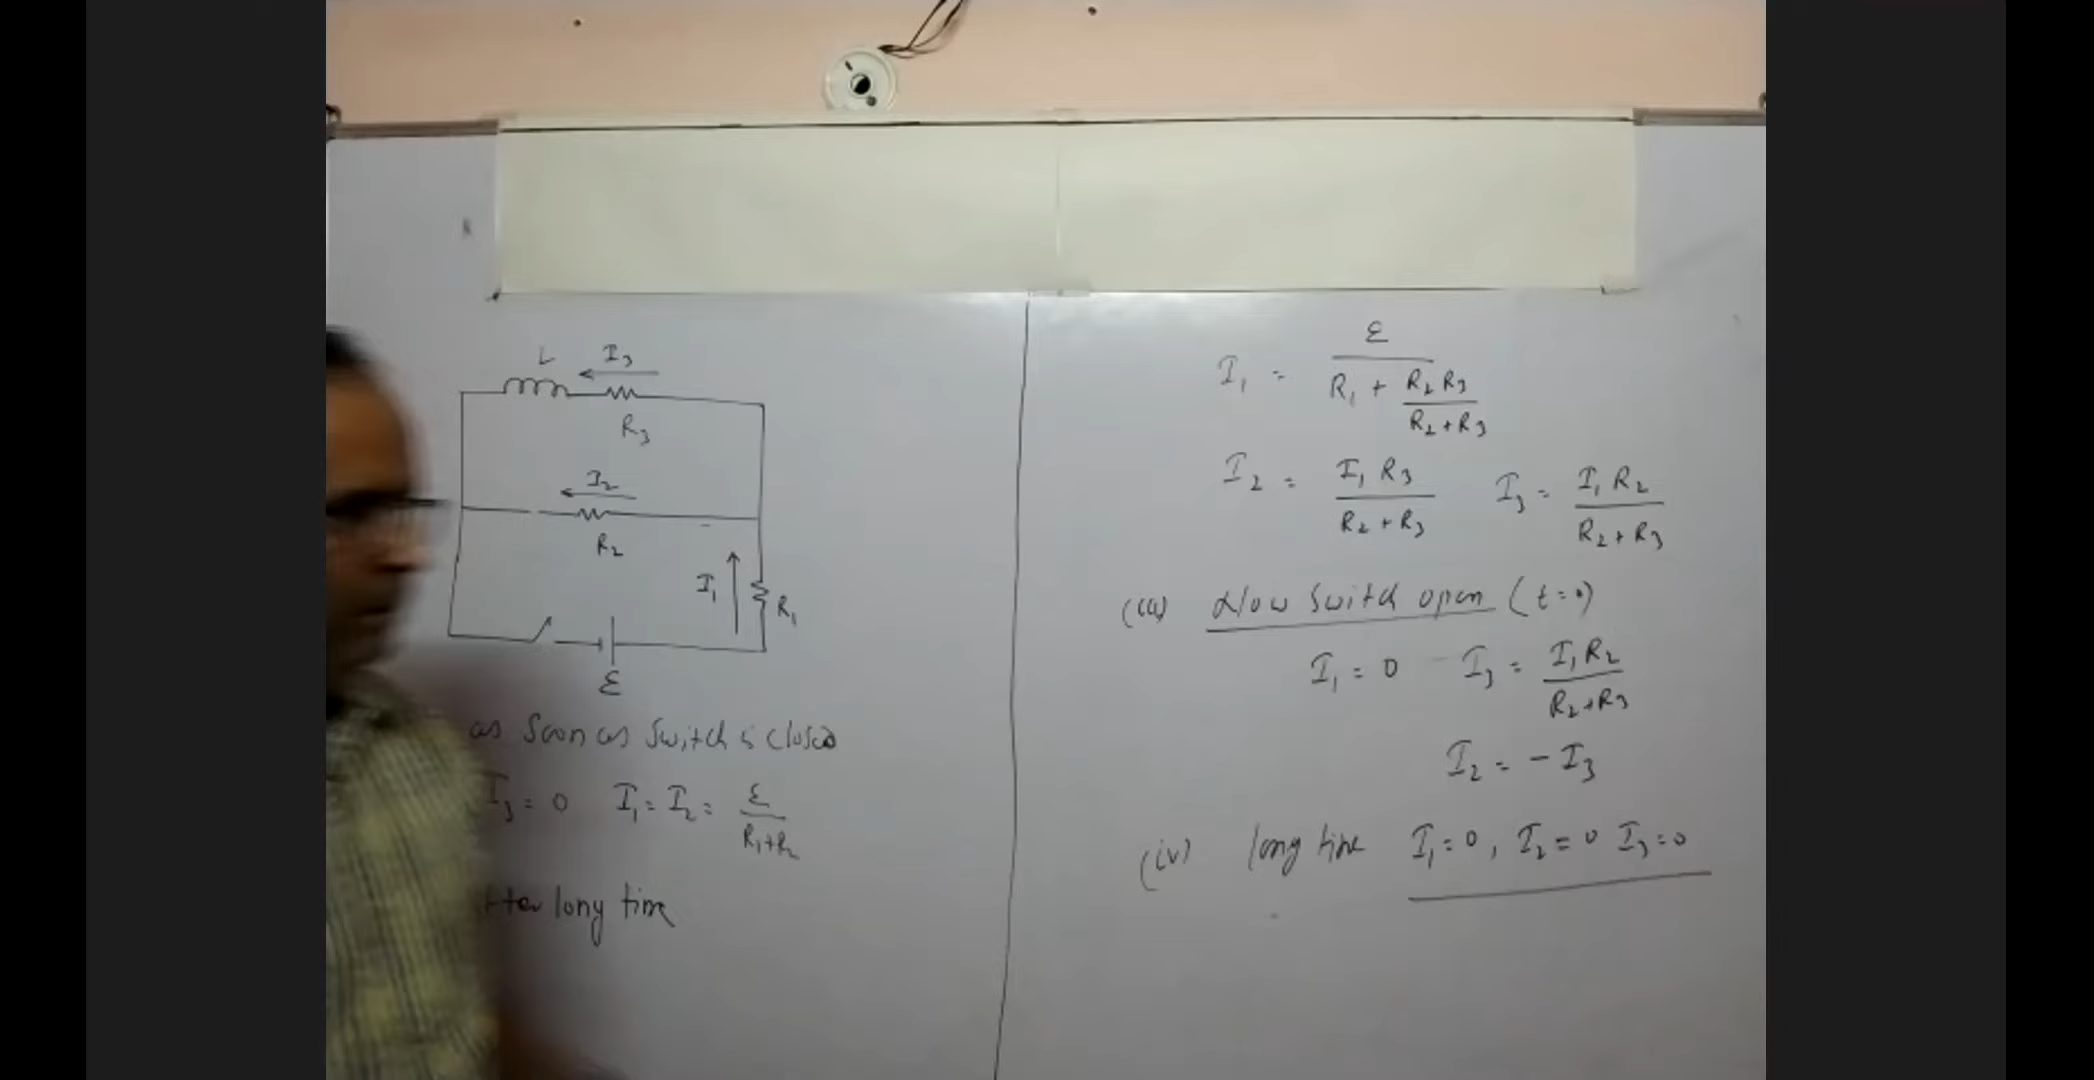 L I₃
R₃
I₂
R₂
I₁ R₁
ε
as soon as switch is closed
I₃ = 0 I₁ = I₂ = ε/(R₁+R₂)
long time
I₁ = ε/(R₁ + R₂R₃/(R₂+R₃))
I₂ = I₁R₃/(R₂+R₃) I₃ = I₁R₂/(R₂+R₃)
Now switch open (t=0)
I₁ = 0 I₃ = I₁R₂/(R₂+R₃)
I₂ = - I₃
(iv) long time I₁=0, I₂=0 I₃=0